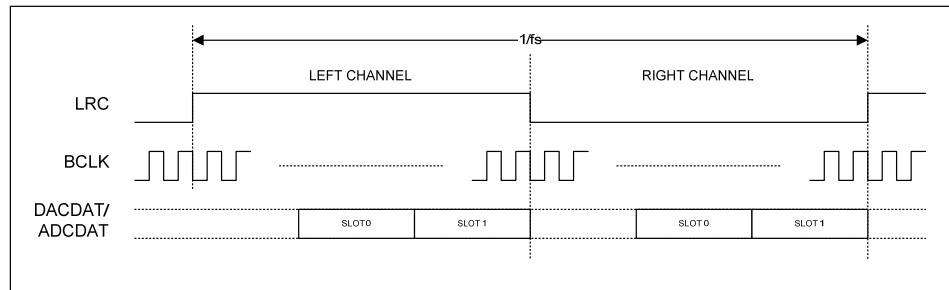 1/fs
LEFT CHANNEL RIGHT CHANNEL
LRC
BCLK
DACDAT/
ADCDAT
SLOT 0 SLOT 1 SLOT 0 SLOT 1